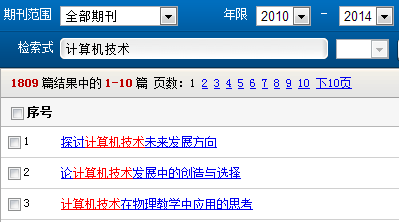 期刊范围 全部期刊 年限 2010 - 2014
检索式 计算机技术
1809 篇结果中的 1-10 篇 页数: 1 2 3 4 5 6 7 8 9 10 下10页
序号
1 探讨计算机技术未来发展方向
2 论计算机技术发展中的创造与选择
3 计算机技术在物理教学中应用的思考